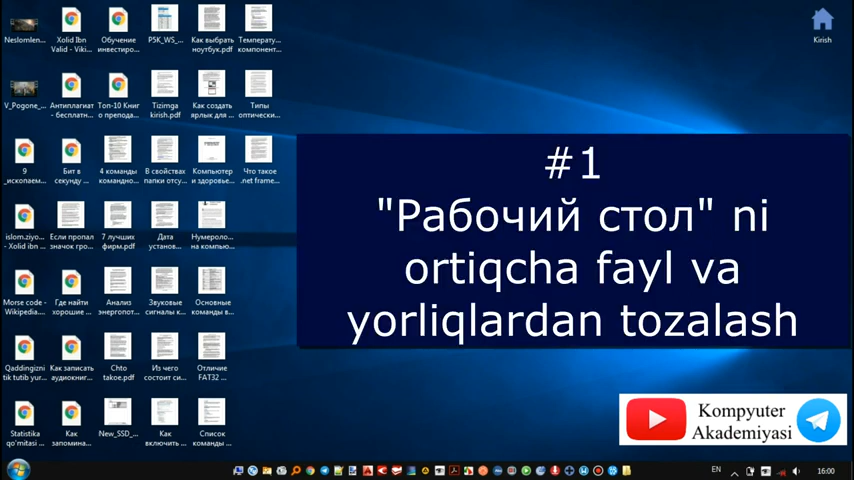 Neslomlen...
Xolid Ibn
Valid - Viki...
Обучение
инвестиро...
P5K_WS_...
Как выбрать
ноутбук.pdf
Температу...
компонент...
Kirish
V_Pogone_...
Антиплагиат
- бесплатн...
Топ-10 Книг
о препода...
Tizimga
kirish.pdf
Как создать
ярлык для ...
Типы
оптически...
9
_ископаем...
Бит в
секунду ...
4 команды
командно...
В свойствах
папки отсу...
Компьютер
и здоровье...
Что такое
.net frame...
islom.ziyo...
- Xolid ibn ...
Если пропал
значок гро...
7 лучших
фирм.pdf
Дата
установ...
Нумероло...
на компью...
Morse code -
Wikipedia...
Где найти
хорошие ...
Анализ
энергопот...
Звуковые
сигналы к...
Основные
команды в...
Qaddingizni
tik tutib yur...
Как записать
аудиокниг...
Chto
takoe.pdf
Из чего
состоит си...
Отличие
FAT32 ...
Statistika
qo'mitasi ...
Как
запомина...
New_SSD_...
Как
включить ...
Список
команды ...
#1
"Рабочий стол" ni
ortiqcha fayl va
yorliqlardan tozalash
Kompyuter
Akademiyasi
EN
16:00